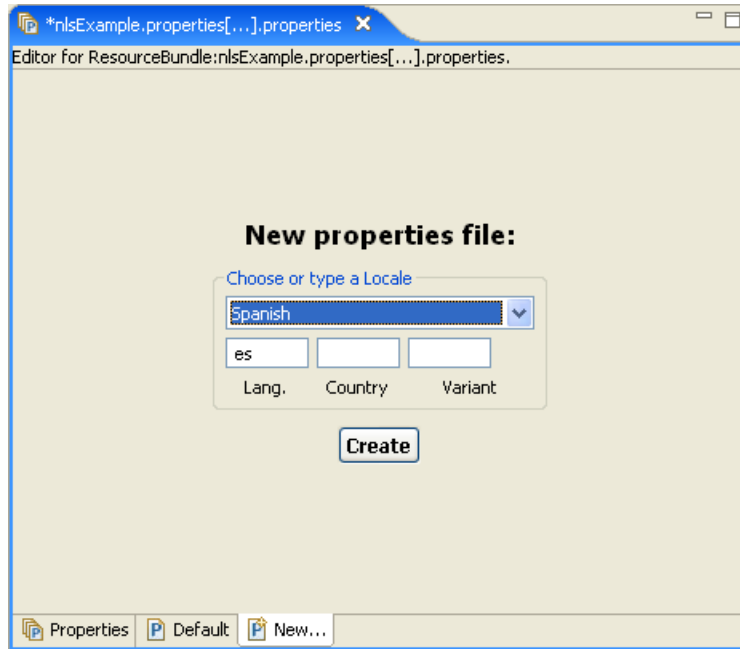 *nlsExample.properties[...].properties
Editor for ResourceBundle:nlsExample.properties[...].properties.
New properties file:
Choose or type a Locale
Spanish
es
Lang. Country Variant
Create
Properties Default New...